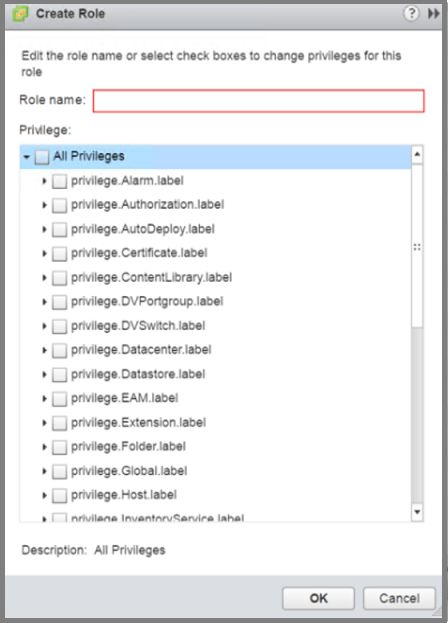 Create Role
?
Edit the role name or select check boxes to change privileges for this
role
Role name:
Privilege:
All Privileges
privilege.Alarm.label
privilege.Authorization.label
privilege.AutoDeploy.label
privilege.Certificate.label
privilege.ContentLibrary.label
privilege.DVPortgroup.label
privilege.DVSwitch.label
privilege.Datacenter.label
privilege.Datastore.label
privilege.EAM.label
privilege.Extension.label
privilege.Folder.label
privilege.Global.label
privilege.Host.label
privilege.InventoryService.label
Description: All Privileges
OK Cancel